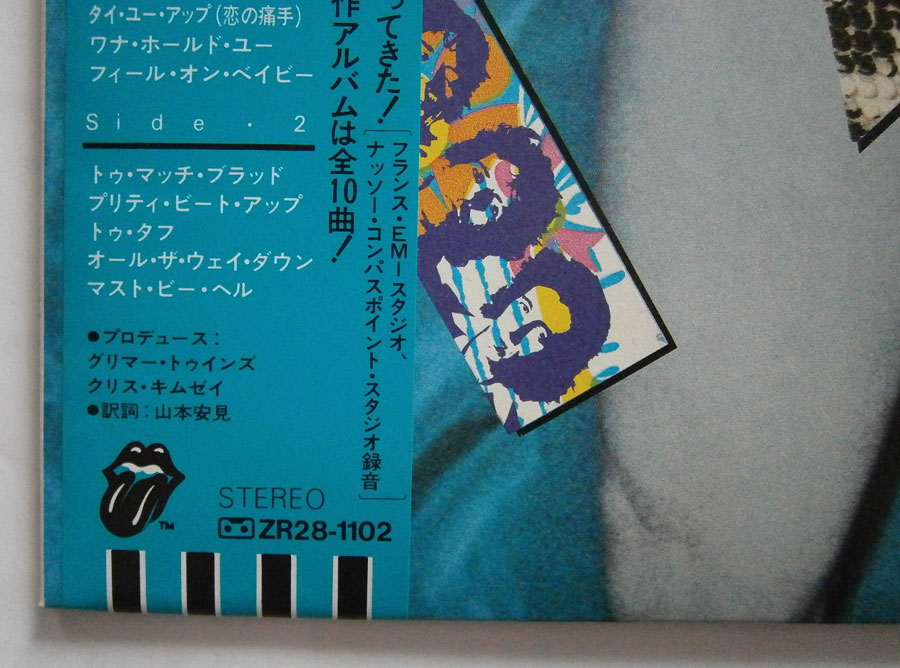 タイ・ユー・アップ(恋の痛手)
ワナ・ホールド・ユー
フィール・オン・ベイビー
Side・2
トゥ・マッチ・ブラッド
プリティ・ビート・アップ
トゥ・タフ
オール・ザ・ウェイ・ダウン
マスト・ビー・ヘル
●プロデュース:
グリマー・トゥインズ
クリス・キムゼイ
●訳詞:山本安見
TM
STEREO
ZR28-1102
ってきた!
作アルバムは全10曲!
[フランス・EMIスタジオ、
ナッソー・コンパスポイント・スタジオ録音]